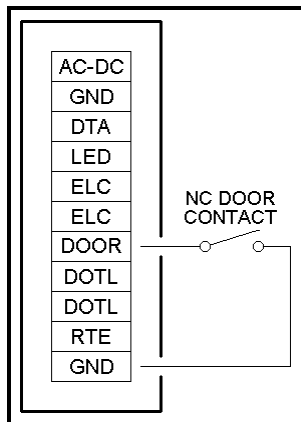 AC-DC
GND
DTA
LED
ELC
ELC
DOOR
DOTL
DOTL
RTE
GND
NC DOOR
CONTACT